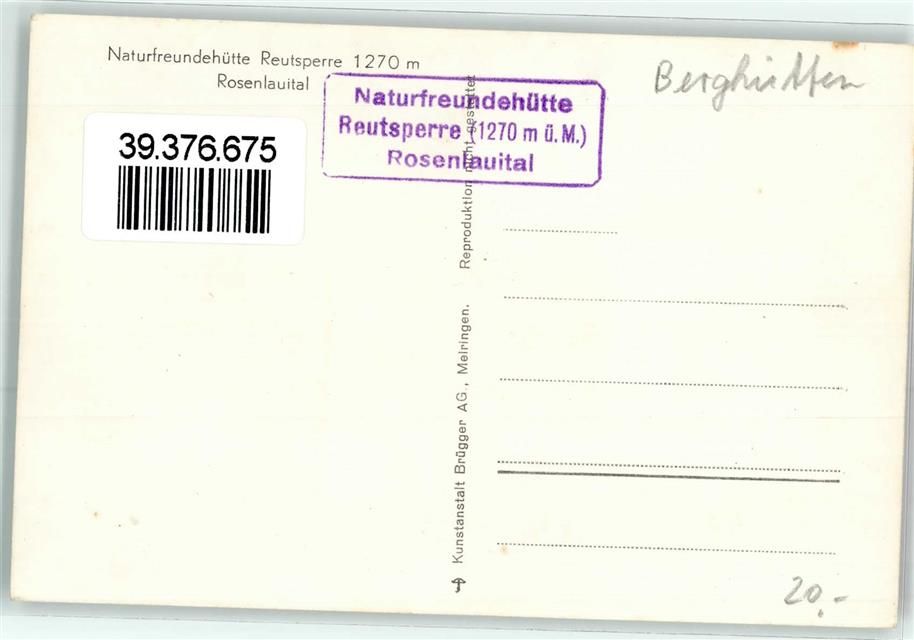 Naturfreundehütte Reutsperre 1270 m
Rosenlauital
Naturfreundehütte
Reutsperre (1270 m ü. M.)
Rosenlauital
Berghütten
39.376.675
Kunstanstalt Brügger AG., Meiringen. Reproduktion nicht gestattet
20,-